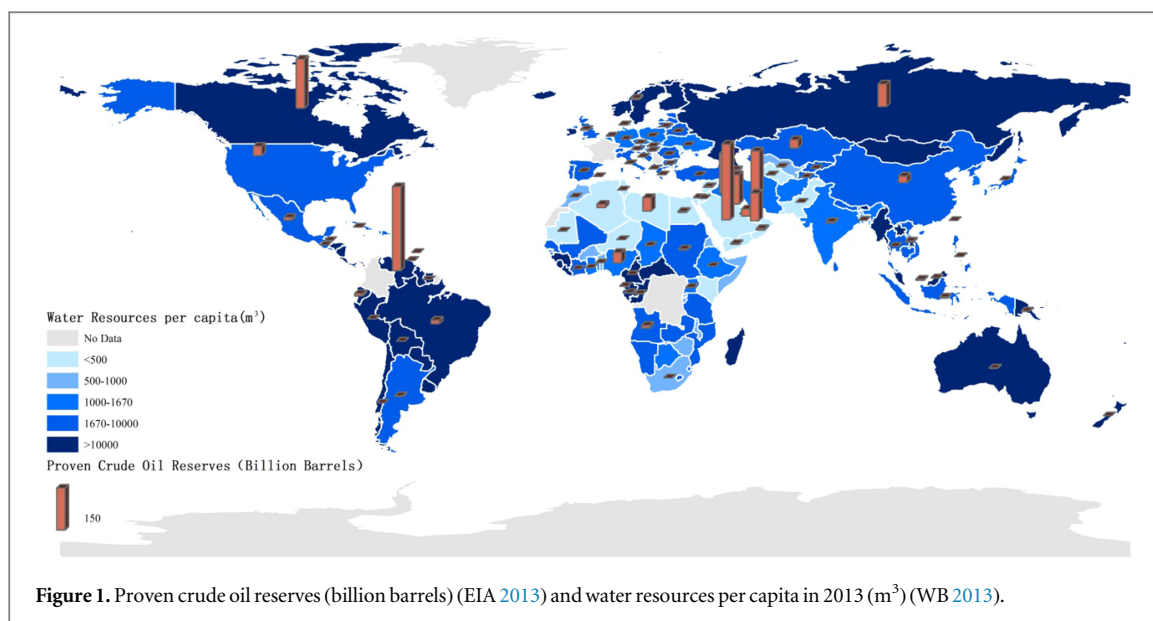 Water Resources per capita(m³)
No Data
<500
500-1000
1000-1670
1670-10000
>10000
Proven Crude Oil Reserves (Billion Barrels)
150
Figure 1. Proven crude oil reserves (billion barrels) (EIA 2013) and water resources per capita in 2013 (m³) (WB 2013).